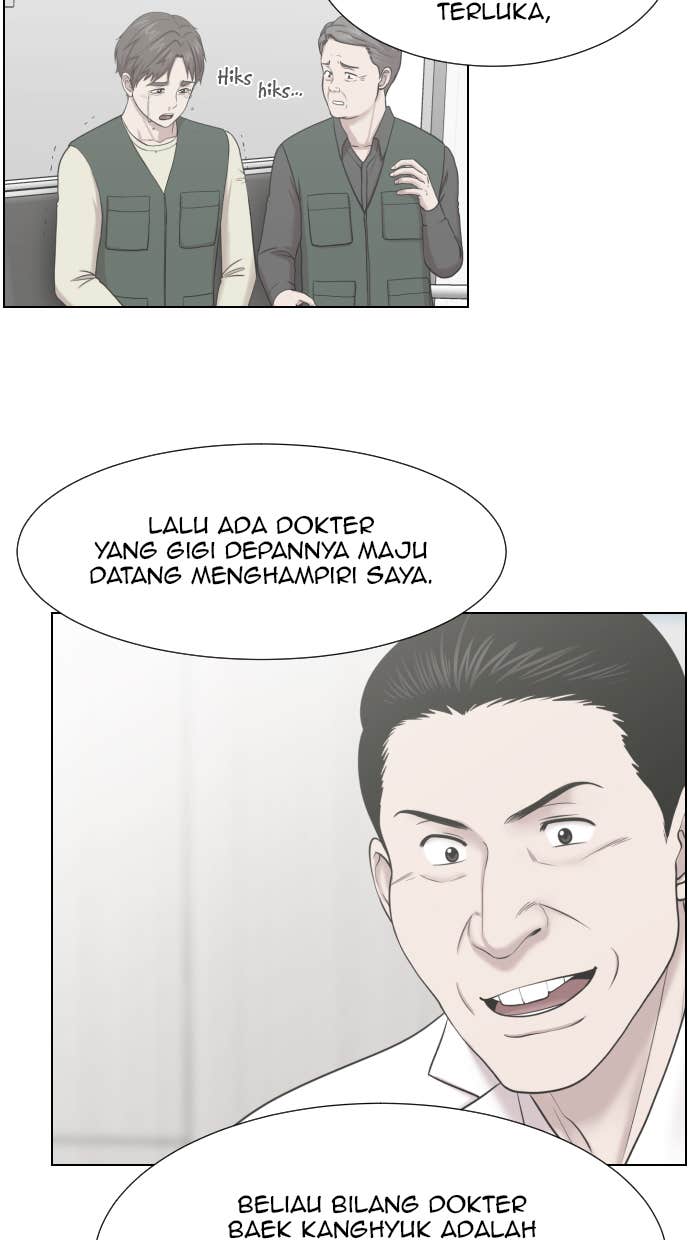 TERLUKA,
Hiks
hiks...
LALU ADA DOKTER
YANG GIGI DEPANNYA MAJU
DATANG MENGHAMPIRI SAYA.
BELIAU BILANG DOKTER
BAEK KANGHYUK ADALAH